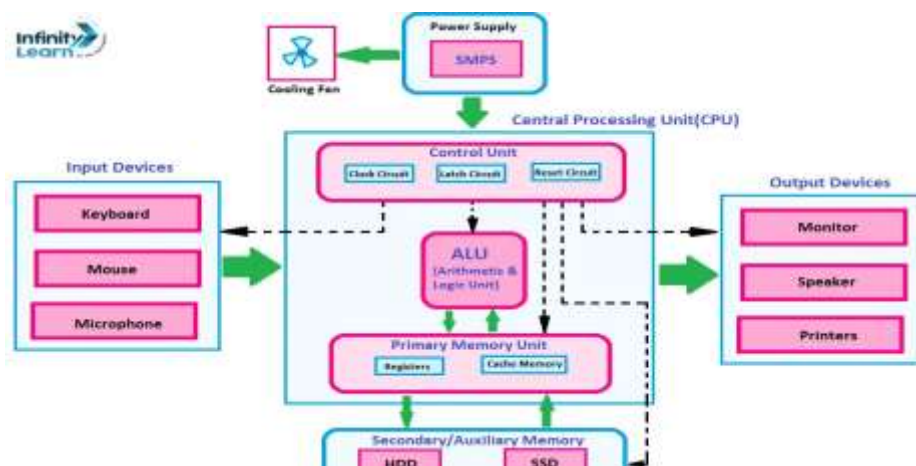 Infinity
Learn
Power Supply
SMPS
Cooling Fan
Central Processing Unit(CPU)
Control Unit
Clock Circuit
Latch Circuit
Reset Circuit
Input Devices
Keyboard
Mouse
Microphone
ALU
(Arithmetic &
Logic Unit)
Primary Memory Unit
Registers
Cache Memory
Output Devices
Monitor
Speaker
Printers
Secondary/Auxiliary Memory
HDD
SSD